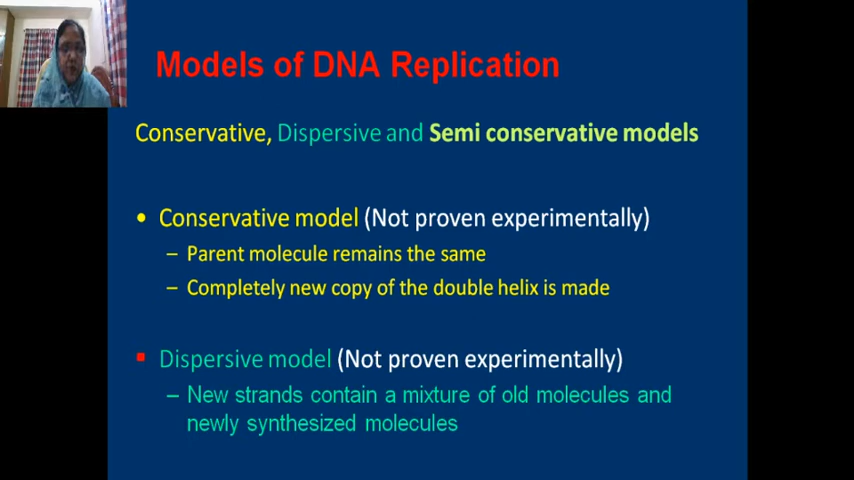 Models of DNA Replication
Conservative, Dispersive and Semi conservative models
• Conservative model (Not proven experimentally)
– Parent molecule remains the same
– Completely new copy of the double helix is made
▪ Dispersive model (Not proven experimentally)
– New strands contain a mixture of old molecules and
newly synthesized molecules